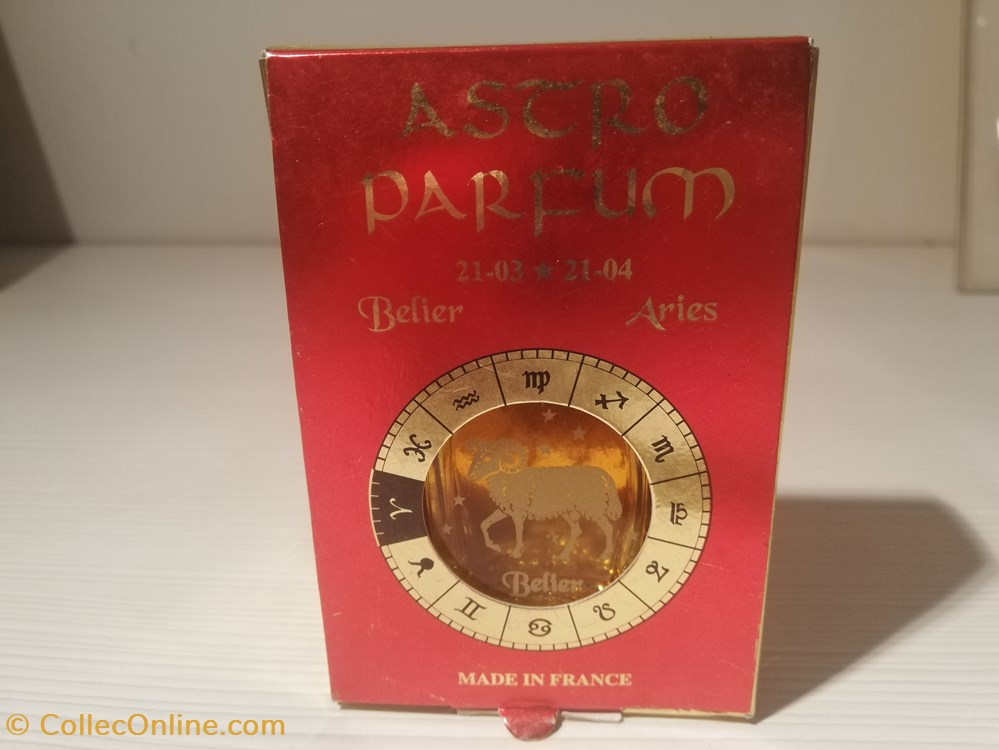 ASTRO
PARFUM
21-03 ★ 21-04
Belier Aries
Belier
MADE IN FRANCE
© CollecOnline.com